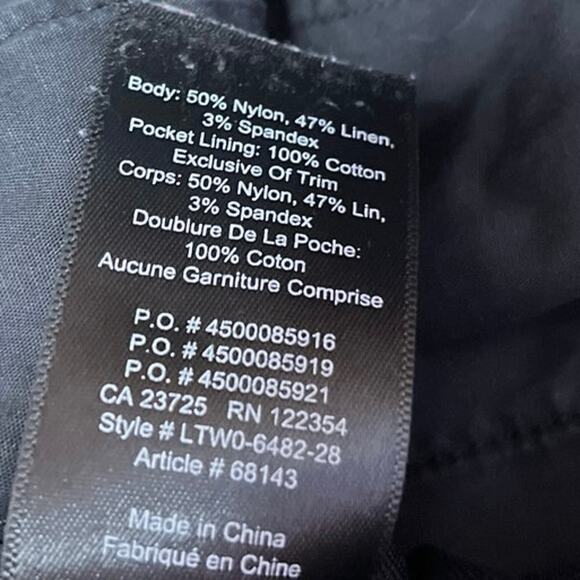 Body: 50% Nylon, 47% Linen,
3% Spandex
Pocket Lining: 100% Cotton
Exclusive Of Trim
Corps: 50% Nylon, 47% Lin,
3% Spandex
Doublure De La Poche:
100% Coton
Aucune Garniture Comprise
P.O. # 4500085916
P.O. # 4500085919
P.O. # 4500085921
CA 23725 RN 122354
Style # LTW0-6482-28
Article # 68143
Made in China
Fabriqué en Chine